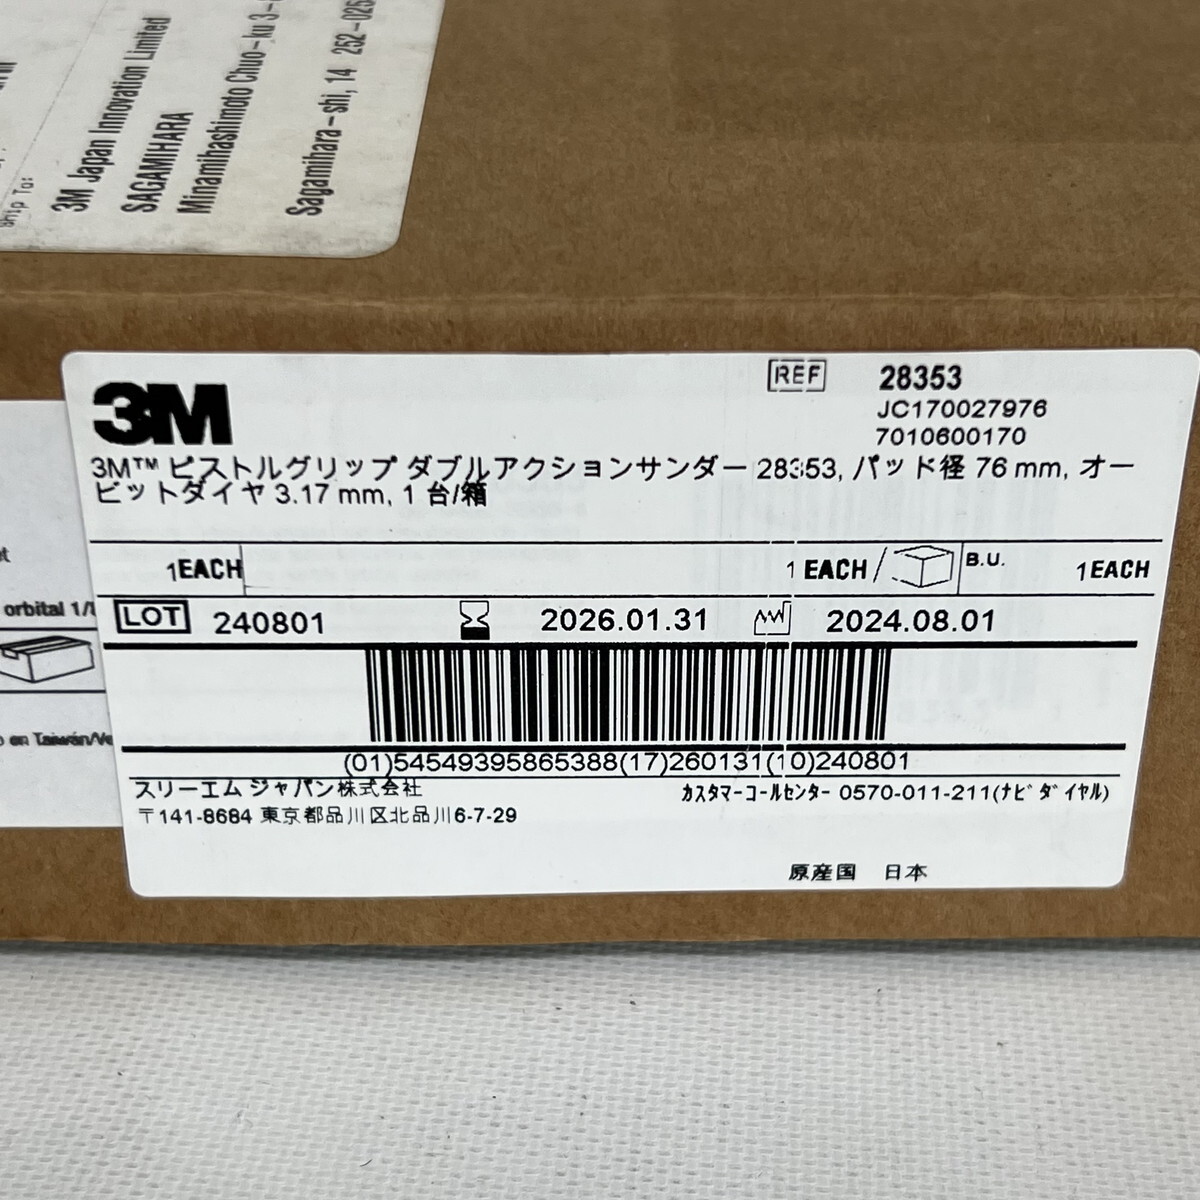 Ship To:
3M Japan Innovation Limited
SAGAMIHARA
Minamihashimoto Chuo-ku 3-
Sagamihara-shi, 14 252-025
3M
REF 28353
JC170027976
7010600170
3M™ ピストルグリップ ダブルアクションサンダー 28353, パッド径 76 mm, オー
ビットダイヤ 3.17 mm, 1 台/箱
1EACH 1 EACH / B.U. 1EACH
orbital 1/
LOT 240801 2026.01.31 2024.08.01
en Taiwán/Ve
(01)54549395865388(17)260131(10)240801
スリーエム ジャパン株式会社 カスタマーコールセンター 0570-011-211(ナビダイヤル)
〒141-8684 東京都品川区北品川6-7-29
原産国 日本